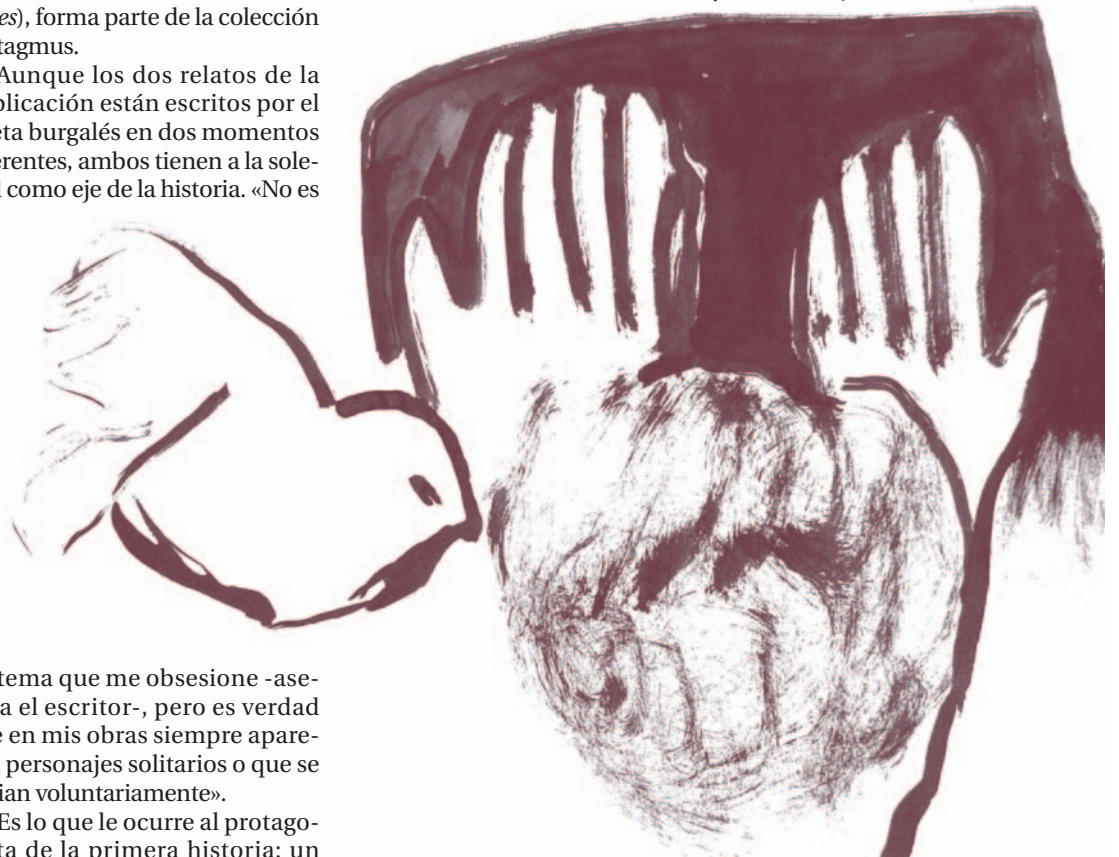 es), forma parte de la colección
tagmus.
Aunque los dos relatos de la
plicación están escritos por el
eta burgalés en dos momentos
erentes, ambos tienen a la sole-
l como eje de la historia. «No es
tema que me obsesione -ase-
a el escritor-, pero es verdad
e en mis obras siempre apare-
personajes solitarios o que se
ian voluntariamente».
Es lo que le ocurre al protago-
ta de la primera historia: un